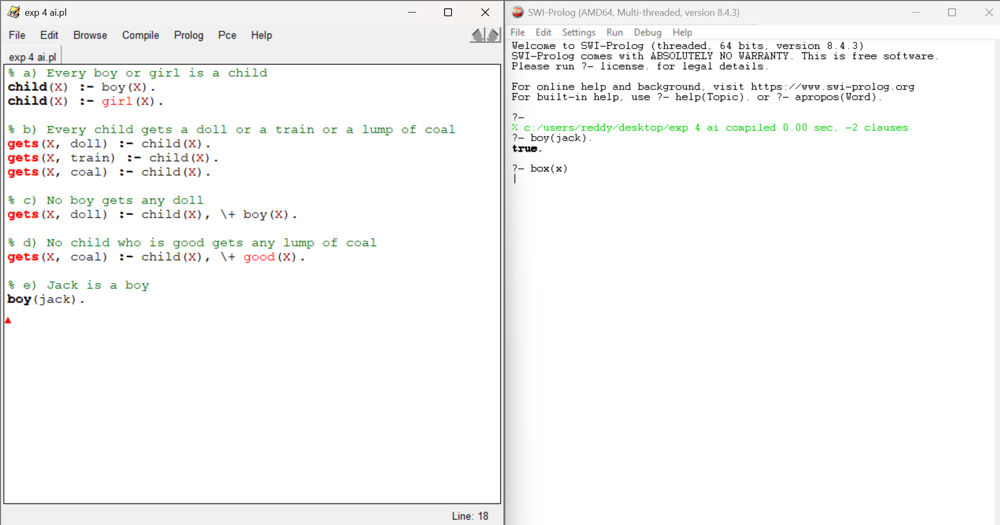 exp 4 ai.pl
File Edit Browse Compile Prolog Pce Help
exp 4 ai.pl
% a) Every boy or girl is a child
child(X) :- boy(X).
child(X) :- girl(X).
% b) Every child gets a doll or a train or a lump of coal
gets(X, doll) :- child(X).
gets(X, train) :- child(X).
gets(X, coal) :- child(X).
% c) No boy gets any doll
gets(X, doll) :- child(X), \+ boy(X).
% d) No child who is good gets any lump of coal
gets(X, coal) :- child(X), \+ good(X).
% e) Jack is a boy
boy(jack).
Line: 18
SWI-Prolog (AMD64, Multi-threaded, version 8.4.3)
File Edit Settings Run Debug Help
Welcome to SWI-Prolog (threaded, 64 bits, version 8.4.3)
SWI-Prolog comes with ABSOLUTELY NO WARRANTY. This is free software.
Please run ?- license. for legal details.
For online help and background, visit https://www.swi-prolog.org
For built-in help, use ?- help(Topic). or ?- apropos(Word).
?-
% c:/users/reddy/desktop/exp 4 ai compiled 0.00 sec, -2 clauses
?- boy(jack).
true.
?- box(x)